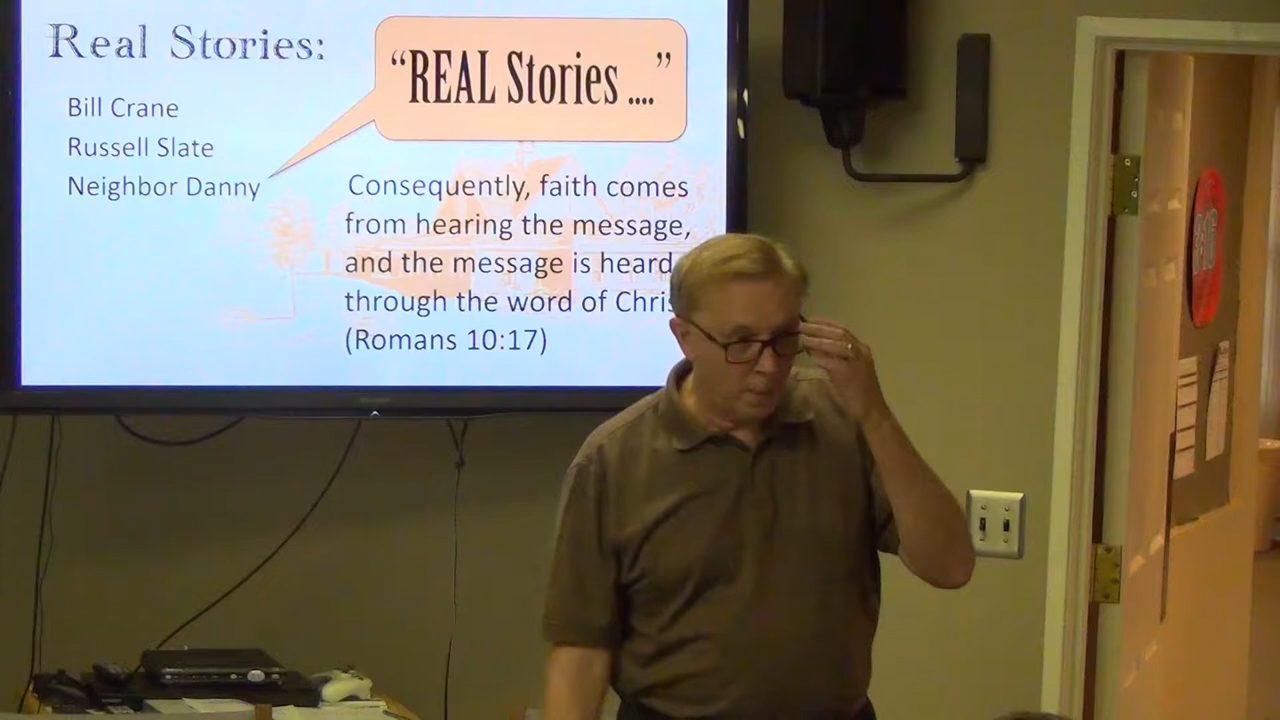 Real Stories:
“REAL Stories ....”
Bill Crane
Russell Slate
Neighbor Danny
Consequently, faith comes
from hearing the message,
and the message is heard
through the word of
(Romans 10:17)